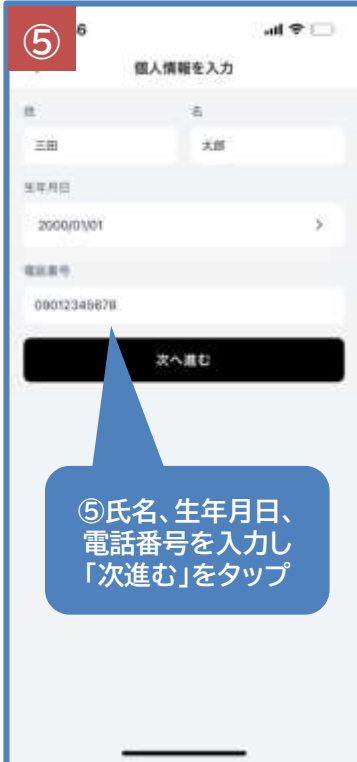 ⑤
6
個人情報を入力
姓 名
三田 太郎
生年月日
2000/01/01
電話番号
09012345678
次へ進む
⑤氏名、生年月日、
電話番号を入力し
「次進む」をタップ